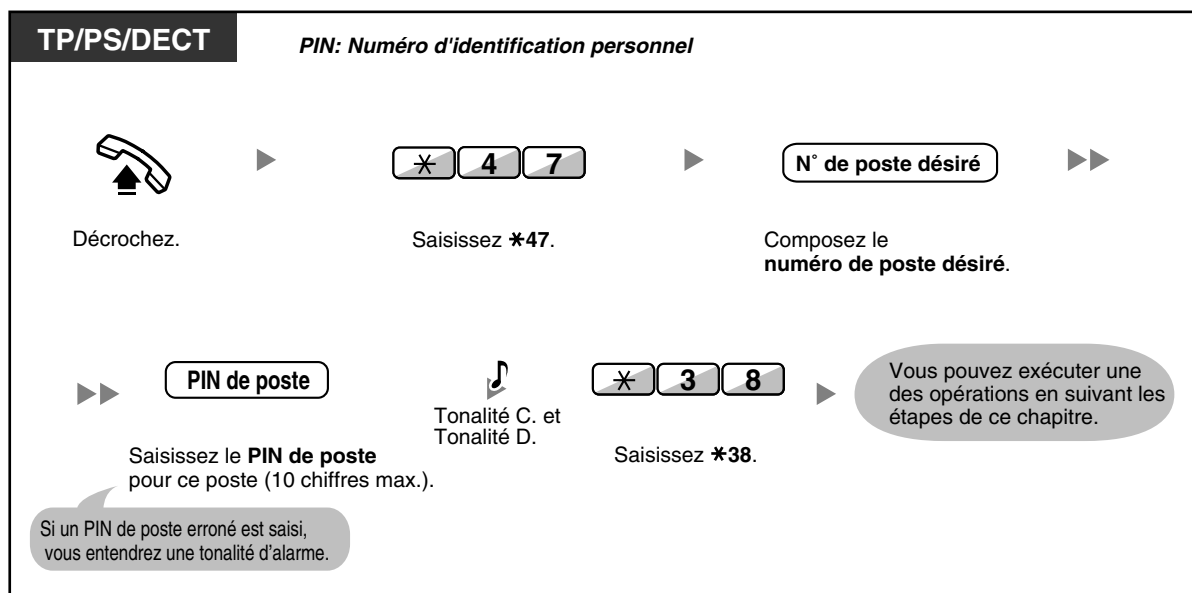 TP/PS/DECT
PIN: Numéro d'identification personnel
✳ 4 7
N° de poste désiré
Décrochez.
Saisissez ✳47.
Composez le
numéro de poste désiré.
PIN de poste
✳ 3 8
Vous pouvez exécuter une
des opérations en suivant les
étapes de ce chapitre.
Tonalité C. et
Tonalité D.
Saisissez le PIN de poste
pour ce poste (10 chiffres max.).
Saisissez ✳38.
Si un PIN de poste erroné est saisi,
vous entendrez une tonalité d'alarme.